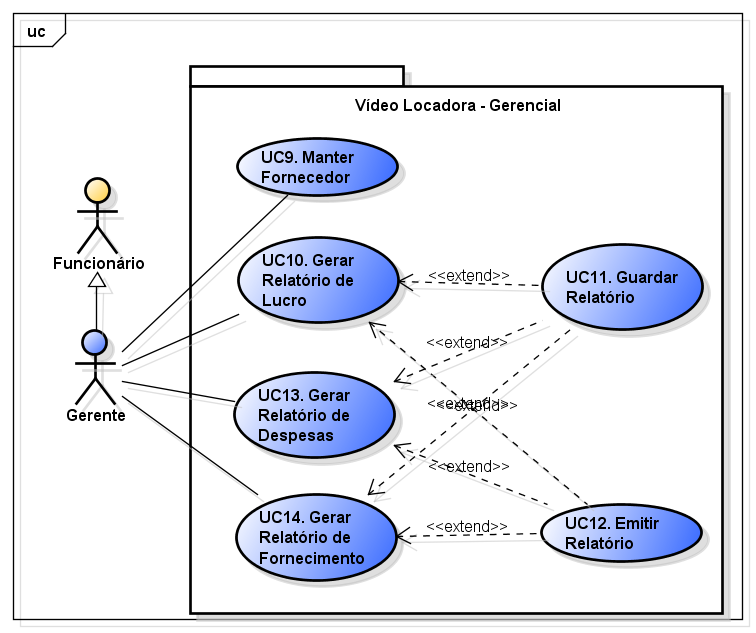 uc
Vídeo Locadora - Gerencial
UC9. Manter
Fornecedor
Funcionário
UC10. Gerar
Relatório de
Lucro
<<extend>>
UC11. Guardar
Relatório
<<extend>>
Gerente
UC13. Gerar
Relatório de
Despesas
<<extend>>
<<extend>>
<<extend>>
UC14. Gerar
Relatório de
Fornecimento
<<extend>>
UC12. Emitir
Relatório